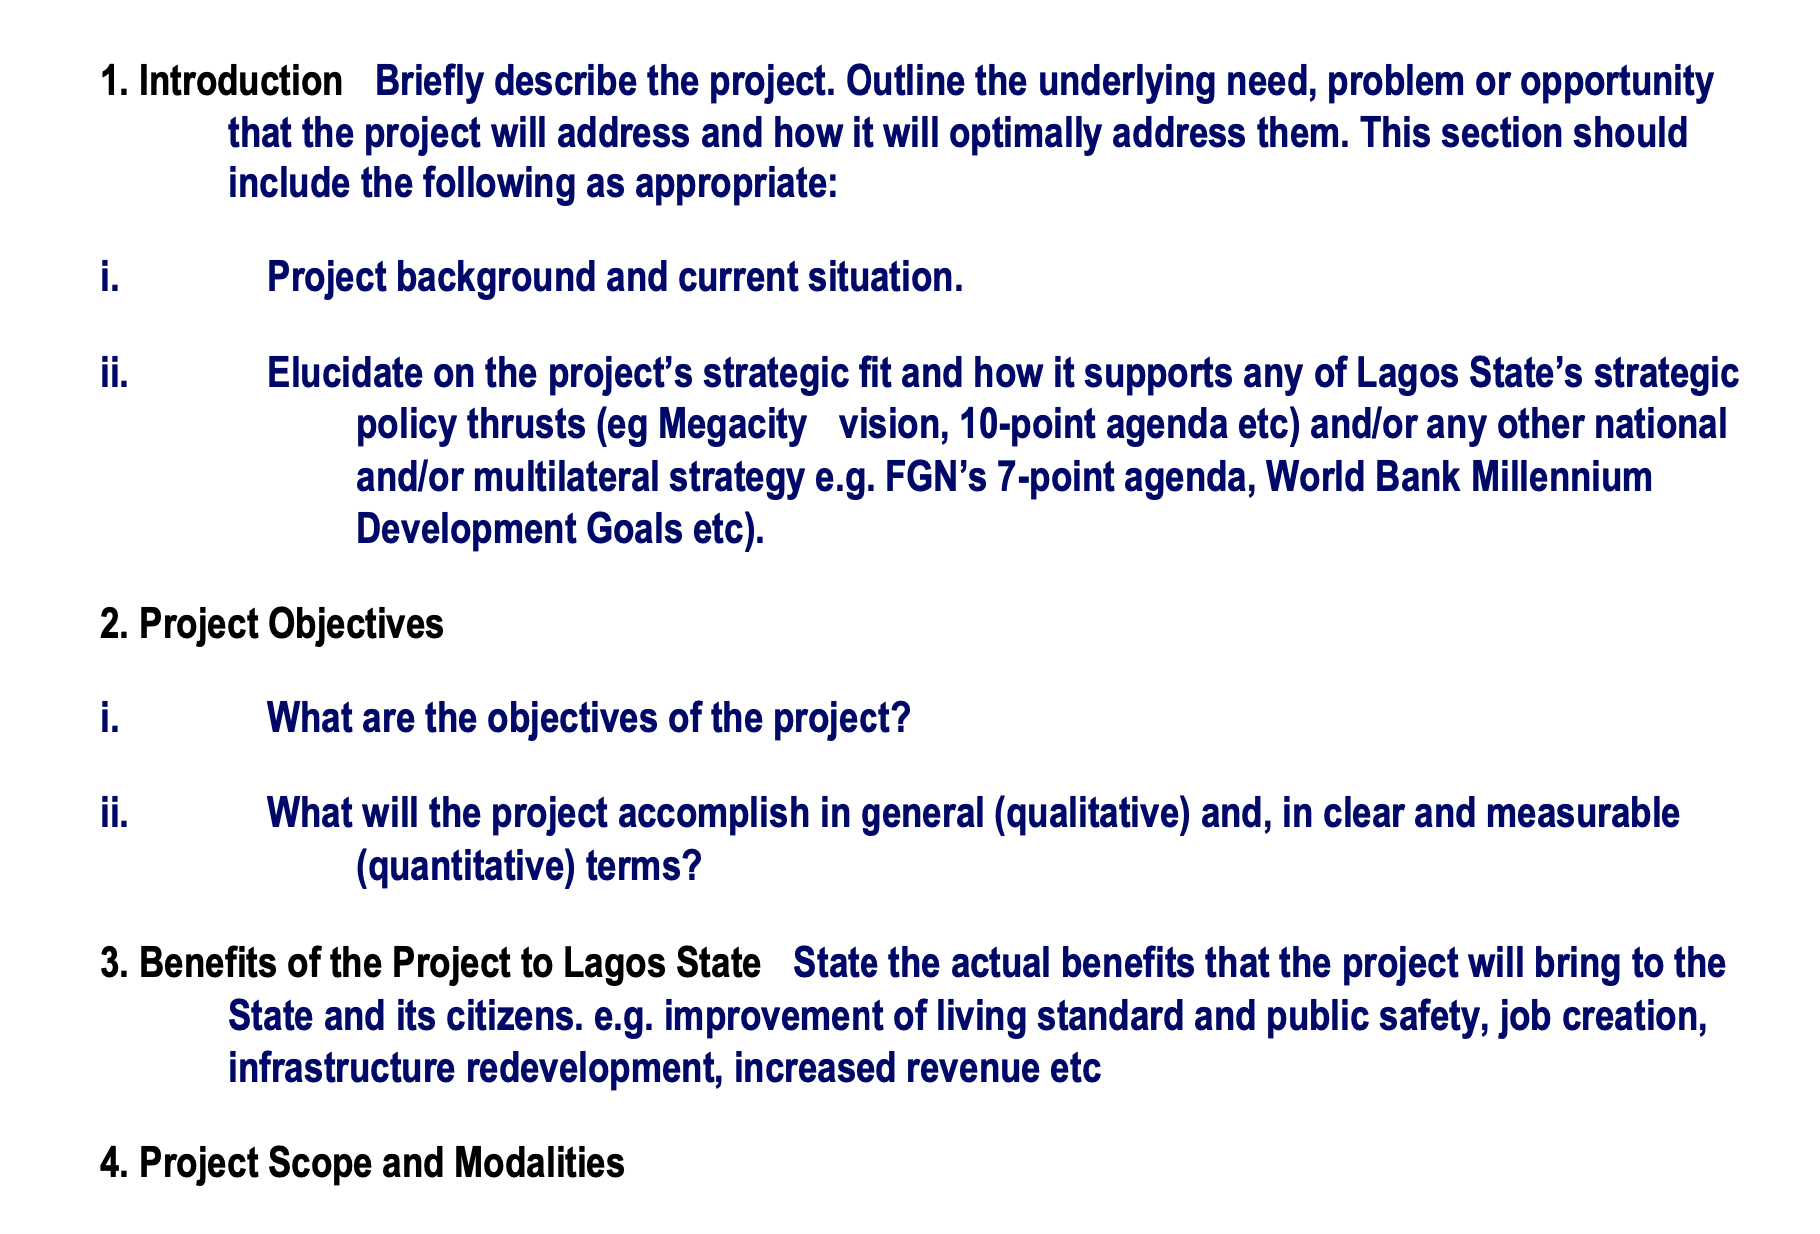 1. Introduction Briefly describe the project. Outline the underlying need, problem or opportunity
that the project will address and how it will optimally address them. This section should
include the following as appropriate:
i. Project background and current situation.
ii. Elucidate on the project’s strategic fit and how it supports any of Lagos State’s strategic
policy thrusts (eg Megacity vision, 10-point agenda etc) and/or any other national
and/or multilateral strategy e.g. FGN’s 7-point agenda, World Bank Millennium
Development Goals etc).
2. Project Objectives
i. What are the objectives of the project?
ii. What will the project accomplish in general (qualitative) and, in clear and measurable
(quantitative) terms?
3. Benefits of the Project to Lagos State State the actual benefits that the project will bring to the
State and its citizens. e.g. improvement of living standard and public safety, job creation,
infrastructure redevelopment, increased revenue etc
4. Project Scope and Modalities